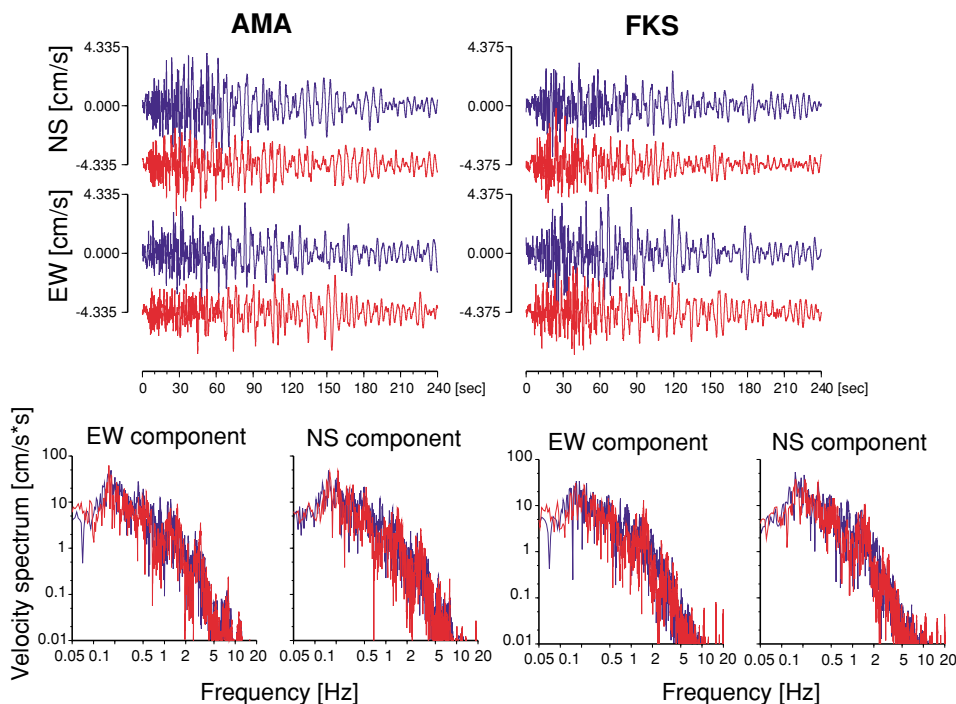 AMA
FKS
NS [cm/s]
4.335
0.000
-4.335
4.375
0.000
-4.375
EW [cm/s]
4.335
0.000
-4.335
4.375
0.000
-4.375
0 30 60 90 120 150 180 210 240 [sec]
0 30 60 90 120 150 180 210 240 [sec]
Velocity spectrum [cm/s*s]
EW component
NS component
EW component
NS component
100
10
1
0.1
0.01
100
10
1
0.1
0.01
0.05 0.1 0.5 1 2 5 10 20
0.05 0.1 0.5 1 2 5 10 20
0.05 0.1 0.5 1 2 5 10 20
0.05 0.1 0.5 1 2 5 10 20
Frequency [Hz]
Frequency [Hz]